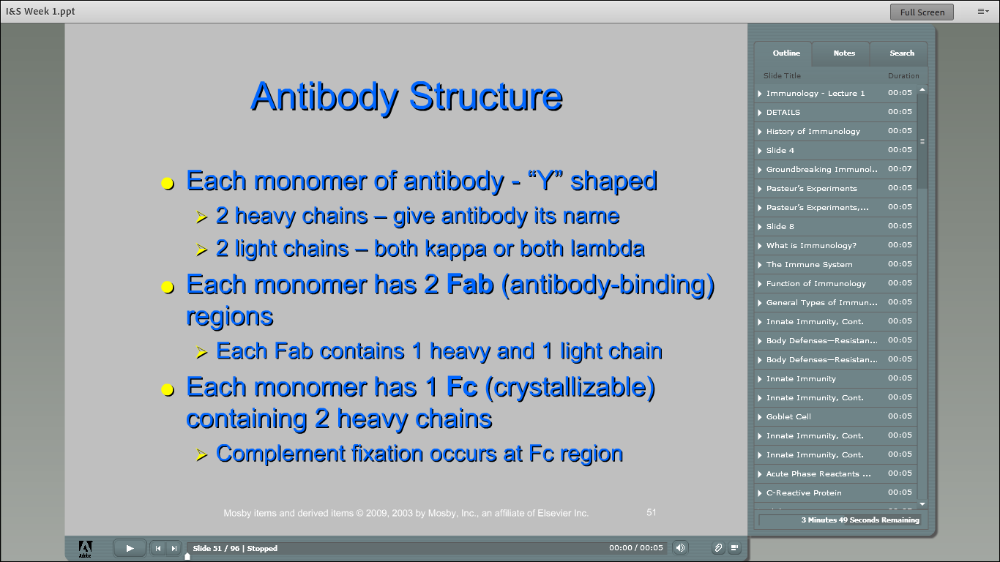 I&S Week 1.ppt
Full Screen
Antibody Structure
Each monomer of antibody - “Y” shaped
2 heavy chains – give antibody its name
2 light chains – both kappa or both lambda
Each monomer has 2 Fab (antibody-binding)
regions
Each Fab contains 1 heavy and 1 light chain
Each monomer has 1 Fc (crystallizable)
containing 2 heavy chains
Complement fixation occurs at Fc region
Mosby items and derived items © 2009, 2003 by Mosby, Inc., an affiliate of Elsevier Inc. 51
Outline Notes Search
Slide Title Duration
Immunology - Lecture 1 00:05
DETAILS 00:05
History of Immunology 00:05
Slide 4 00:05
Groundbreaking Immunol.. 00:07
Pasteur's Experiments 00:05
Pasteur's Experiments,... 00:05
Slide 8 00:05
What is Immunology? 00:05
The Immune System 00:05
Function of Immunology 00:05
General Types of Immun... 00:05
Innate Immunity, Cont. 00:05
Body Defenses—Resistan... 00:05
Body Defenses—Resistan... 00:05
Innate Immunity 00:05
Innate Immunity, Cont. 00:05
Goblet Cell 00:05
Innate Immunity, Cont. 00:05
Innate Immunity, Cont. 00:05
Acute Phase Reactants ... 00:05
C-Reactive Protein 00:05
3 Minutes 49 Seconds Remaining
Adobe
Slide 51 / 96 | Stopped 00:00 / 00:05